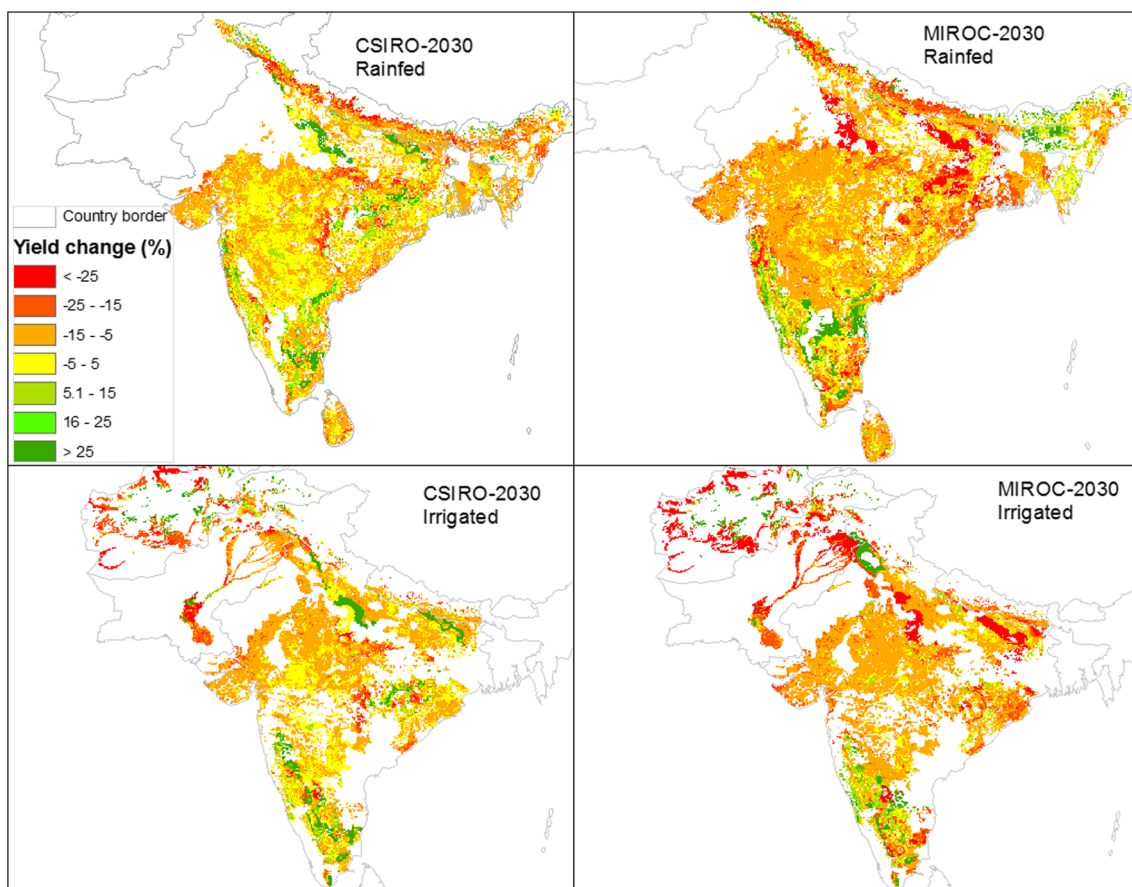 CSIRO-2030
Rainfed
MIROC-2030
Rainfed
Country border
Yield change (%)
< -25
-25 - -15
-15 - -5
-5 - 5
5.1 - 15
16 - 25
> 25
CSIRO-2030
Irrigated
MIROC-2030
Irrigated